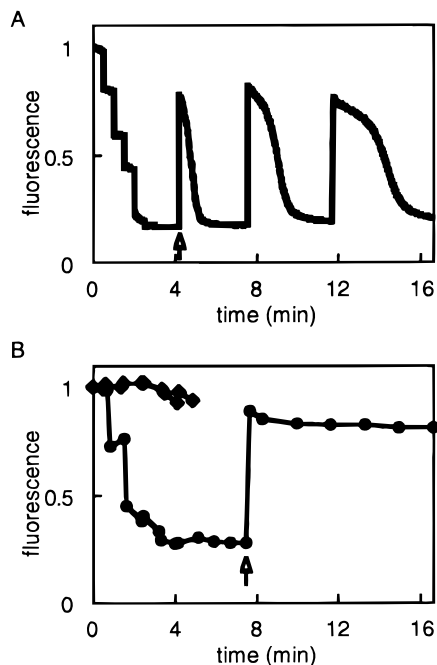 A
fluorescence
1
0.5
0
0 4 8 12 16
time (min)
B
fluorescence
1
0.5
0
0 4 8 12 16
time (min)